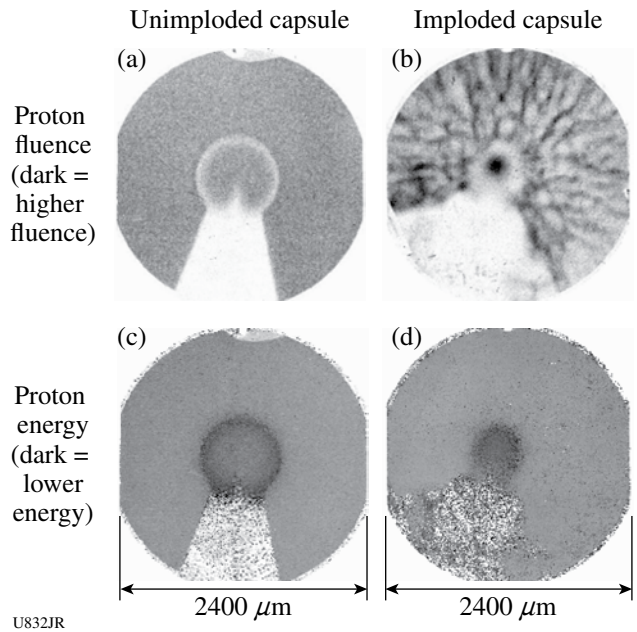 Unimploded capsule
Imploded capsule
(a)
(b)
Proton
fluence
(dark =
higher
fluence)
(c)
(d)
Proton
energy
(dark =
lower
energy)
2400 μm
2400 μm
U832JR